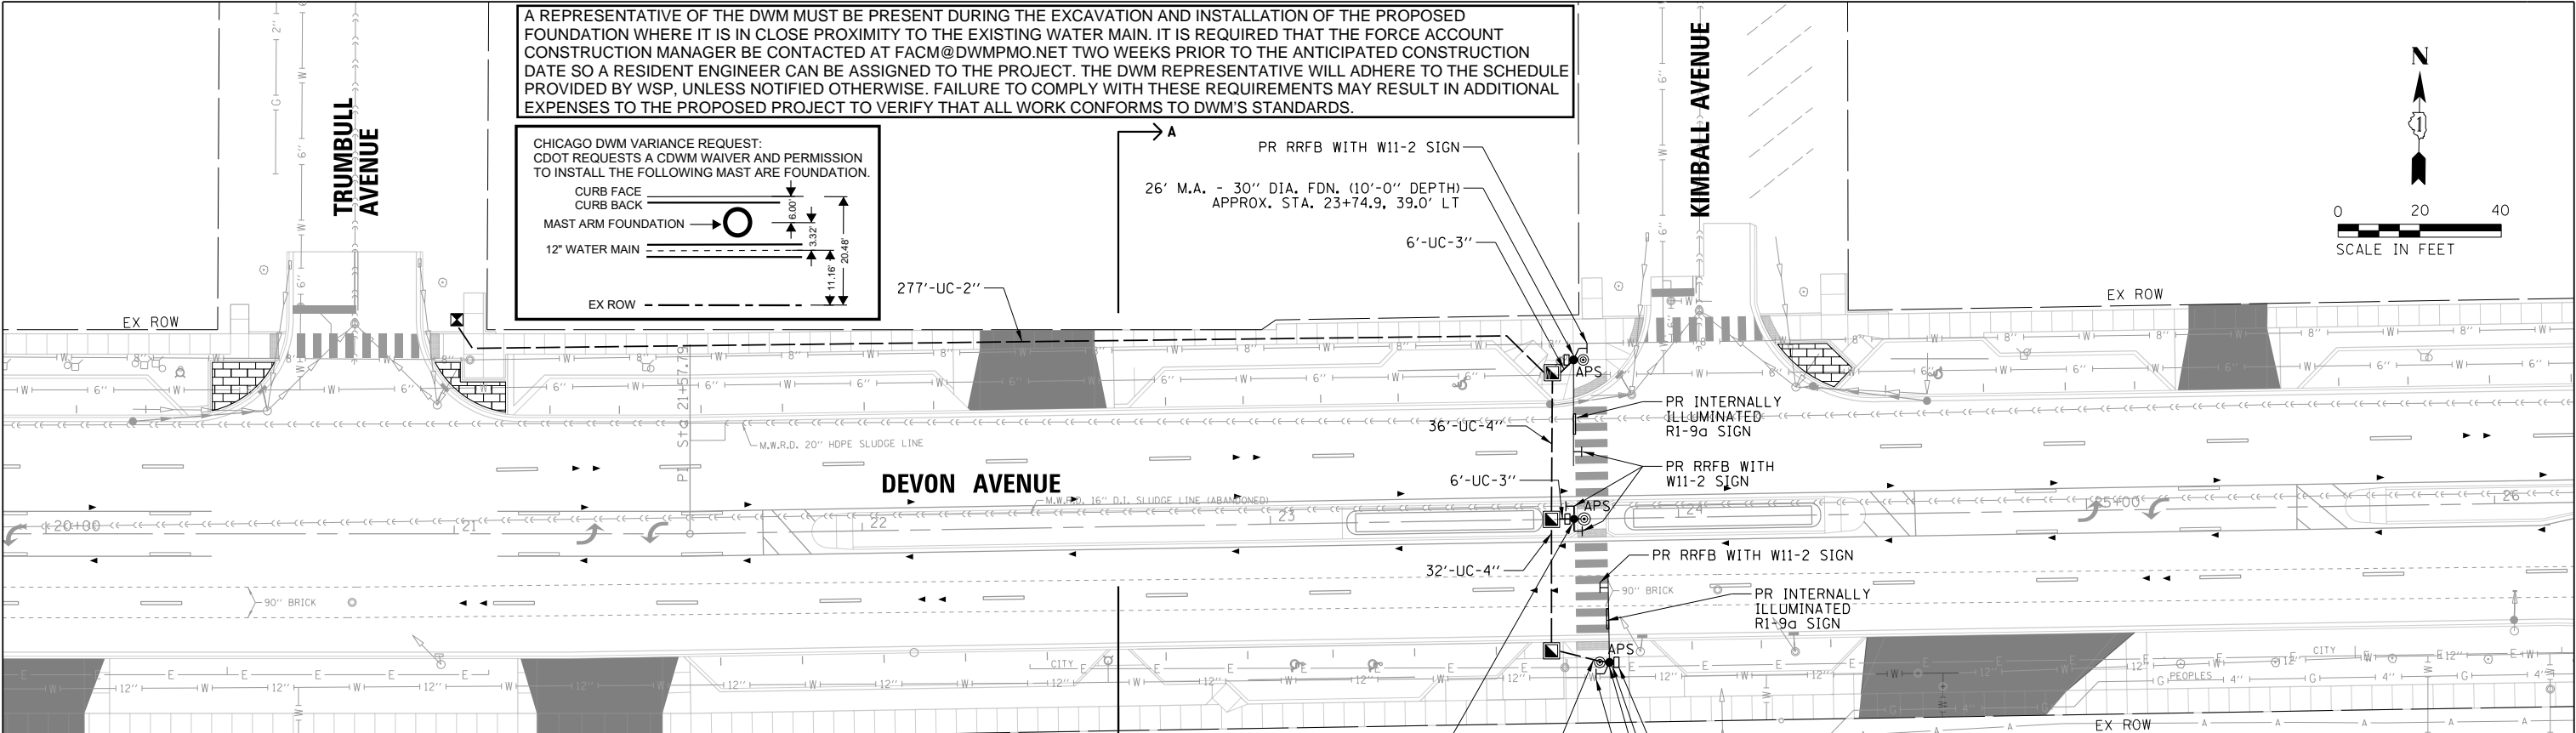 A REPRESENTATIVE OF THE DWM MUST BE PRESENT DURING THE EXCAVATION AND INSTALLATION OF THE PROPOSED
FOUNDATION WHERE IT IS IN CLOSE PROXIMITY TO THE EXISTING WATER MAIN. IT IS REQUIRED THAT THE FORCE ACCOUNT
CONSTRUCTION MANAGER BE CONTACTED AT FACM@DWMPMO.NET TWO WEEKS PRIOR TO THE ANTICIPATED CONSTRUCTION
DATE SO A RESIDENT ENGINEER CAN BE ASSIGNED TO THE PROJECT. THE DWM REPRESENTATIVE WILL ADHERE TO THE SCHEDULE
PROVIDED BY WSP, UNLESS NOTIFIED OTHERWISE. FAILURE TO COMPLY WITH THESE REQUIREMENTS MAY RESULT IN ADDITIONAL
EXPENSES TO THE PROPOSED PROJECT TO VERIFY THAT ALL WORK CONFORMS TO DWM'S STANDARDS.
CHICAGO DWM VARIANCE REQUEST:
CDOT REQUESTS A CDWM WAIVER AND PERMISSION
TO INSTALL THE FOLLOWING MAST ARE FOUNDATION.
CURB FACE
CURB BACK
MAST ARM FOUNDATION
12" WATER MAIN
EX ROW
6.00'
3.32'
11.16'
20.48'
TRUMBULL
AVENUE
KIMBALL AVENUE
A
N
1
0 20 40
SCALE IN FEET
PR RRFB WITH W11-2 SIGN
26' M.A. - 30" DIA. FDN. (10'-0" DEPTH)
APPROX. STA. 23+74.9, 39.0' LT
6'-UC-3"
277'-UC-2"
EX ROW
EX ROW
APS
PR INTERNALLY
ILLUMINATED
R1-9a SIGN
36'-UC-4"
PI Sta 21+57.79
M.W.R.D. 20" HDPE SLUDGE LINE
DEVON AVENUE
M.W.R.D. 16" D.I. SLUDGE LINE (ABANDONED)
PR RRFB WITH
W11-2 SIGN
6'-UC-3"
APS
20+00
21
22
23
24
25+00
26
32'-UC-4"
PR RRFB WITH W11-2 SIGN
90" BRICK
90" BRICK
PR INTERNALLY
ILLUMINATED
R1-9a SIGN
APS
CITY
CITY
PEOPLES
EX ROW